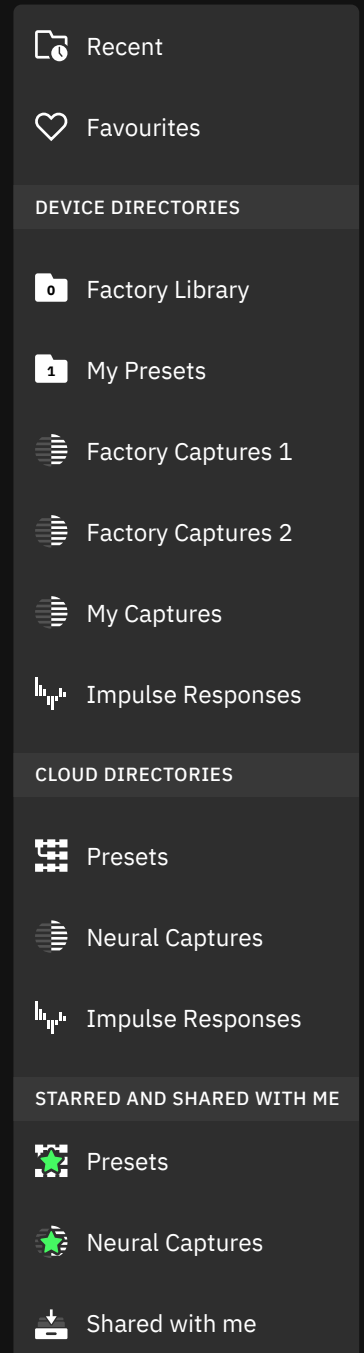 Recent
Favourites
DEVICE DIRECTORIES
0 Factory Library
1 My Presets
Factory Captures 1
Factory Captures 2
My Captures
Impulse Responses
CLOUD DIRECTORIES
Presets
Neural Captures
Impulse Responses
STARRED AND SHARED WITH ME
Presets
Neural Captures
Shared with me